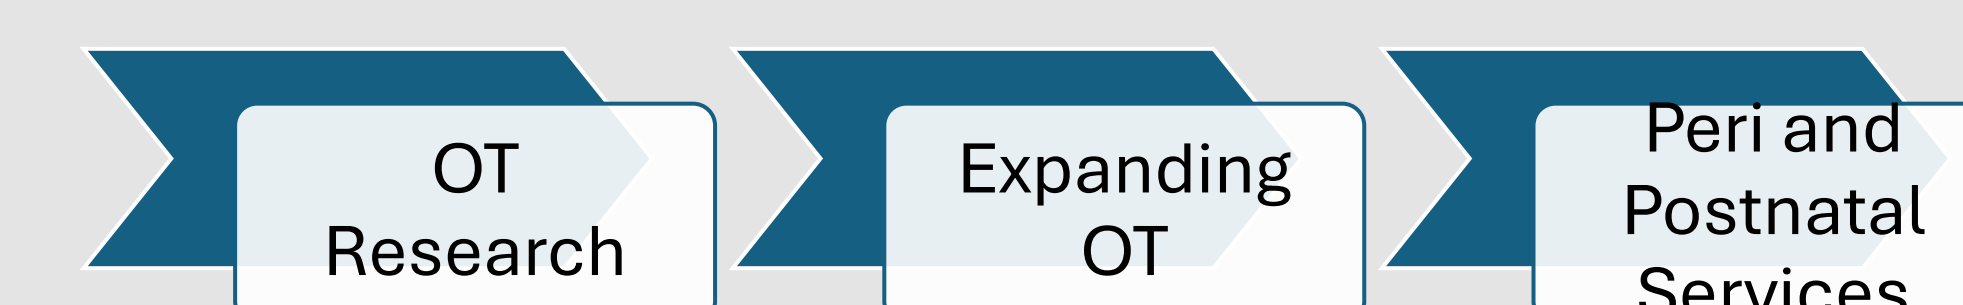 OT
Research
Expanding
OT
Peri and
Postnatal
Services